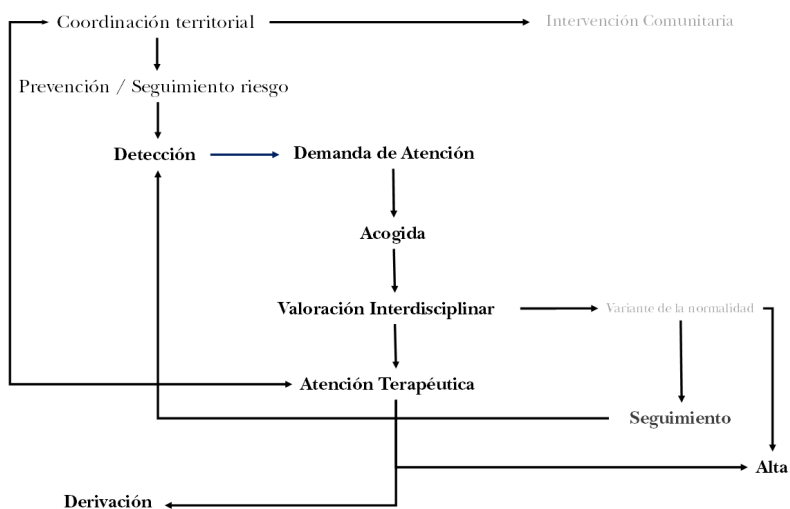 Coordinación territorial
Intervención Comunitaria
Prevención / Seguimiento riesgo
Detección
Demanda de Atención
Acogida
Valoración Interdisciplinar
Variante de la normalidad
Atención Terapéutica
Seguimiento
Alta
Derivación